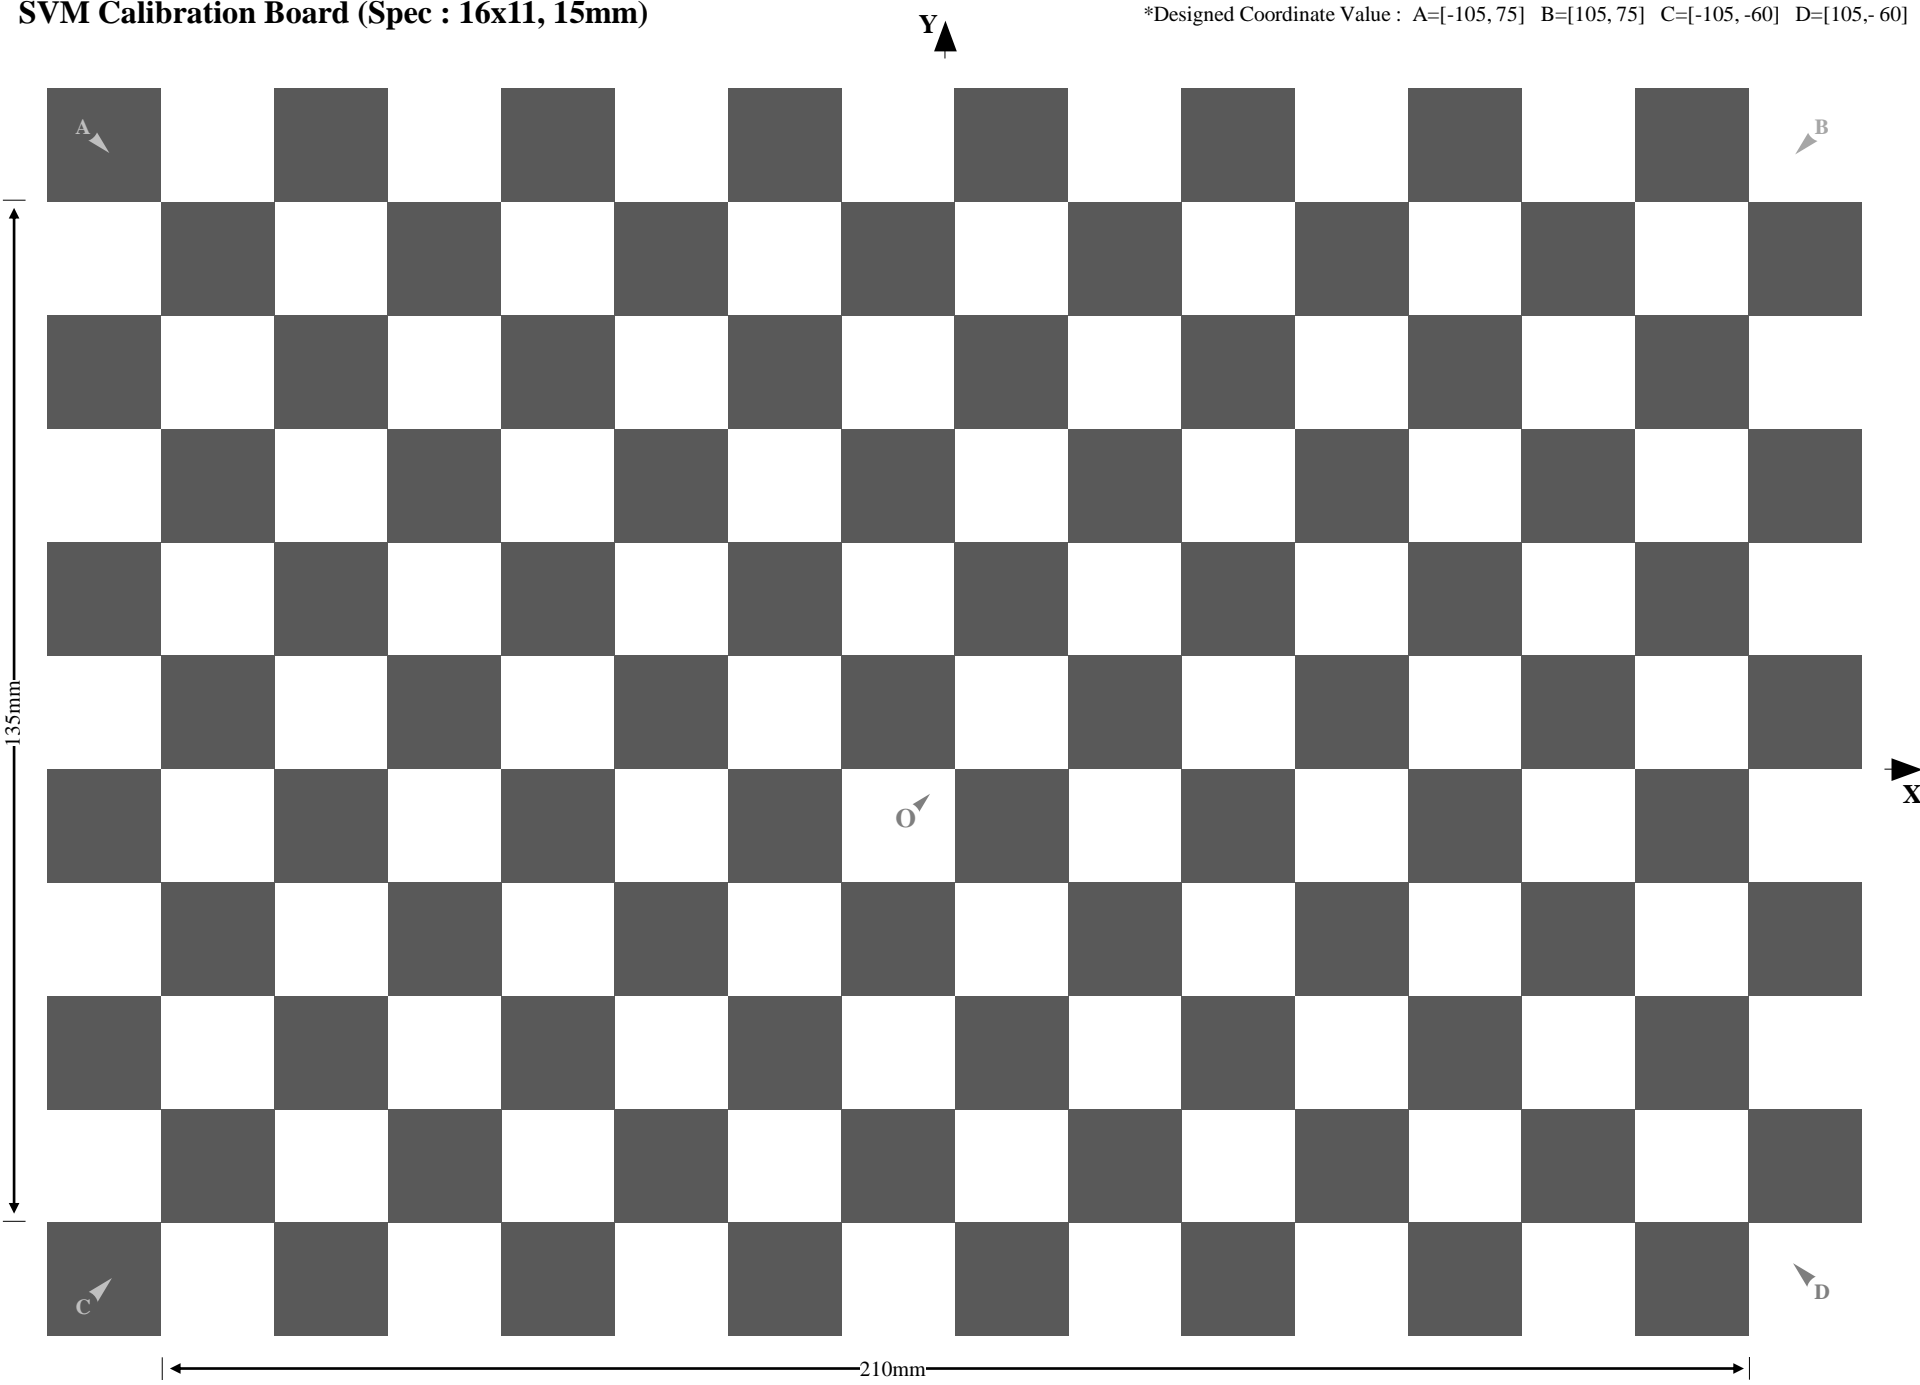 SVM Calibration Board (Spec : 16x11, 15mm)
*Designed Coordinate Value : A=[-105, 75] B=[105, 75] C=[-105, -60] D=[105,- 60]
Y
A
B
135mm
X
O
C
D
210mm